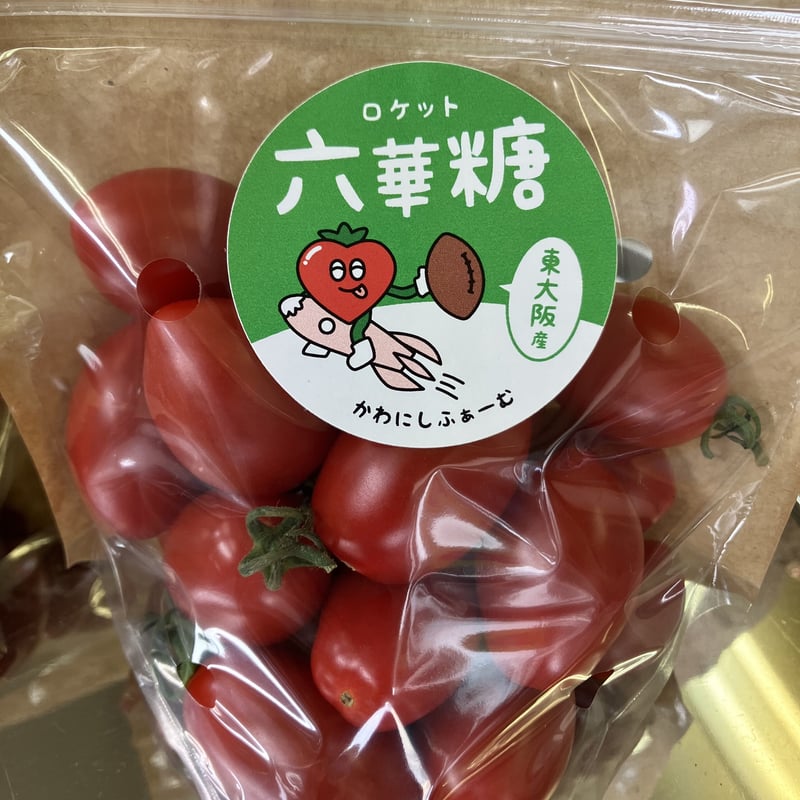 ロケット
六華糖
東大阪産
かわにしふぁーむ